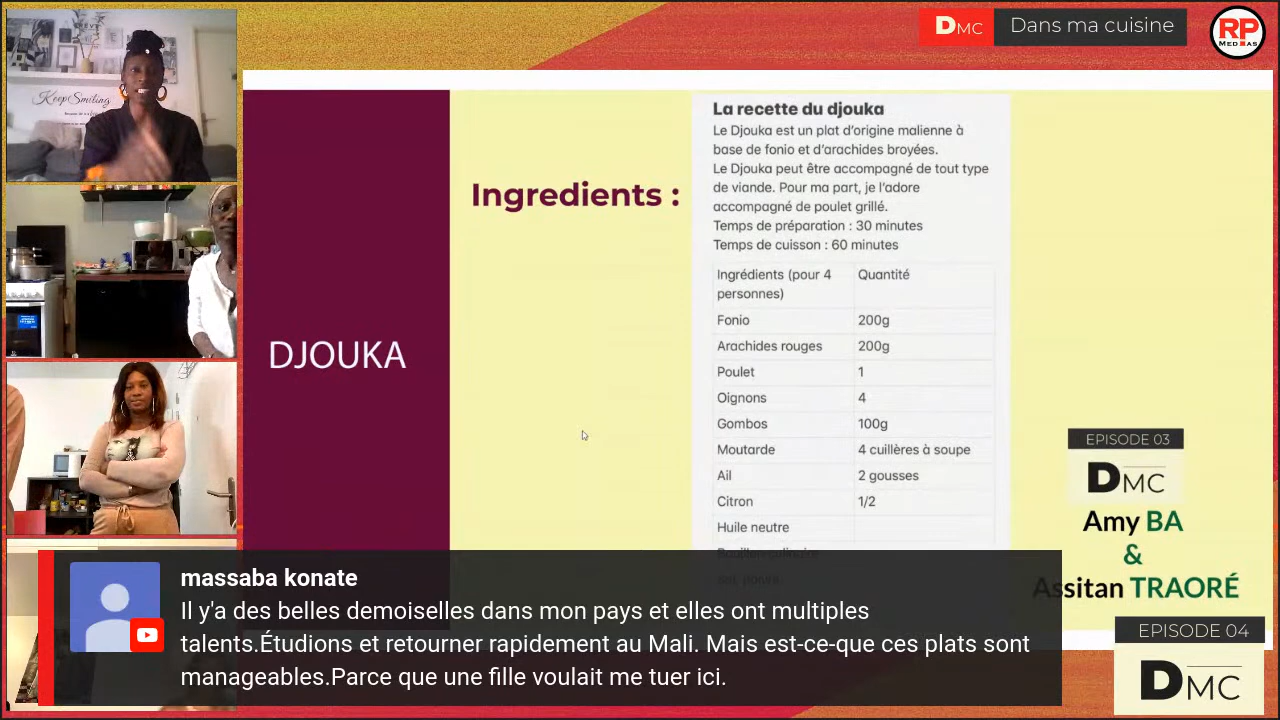 DMC
Dans ma cuisine
RP
MEDIAS
Keep Smiling
DJOUKA
Ingredients :
La recette du djouka
Le Djouka est un plat d'origine malienne à
base de fonio et d'arachides broyées.
Le Djouka peut être accompagné de tout type
de viande. Pour ma part, je l'adore
accompagné de poulet grillé.
Temps de préparation : 30 minutes
Temps de cuisson : 60 minutes
Ingrédients (pour 4 personnes) Quantité
Fonio 200g
Arachides rouges 200g
Poulet 1
Oignons 4
Gombos 100g
Moutarde 4 cuillères à soupe
Ail 2 gousses
Citron 1/2
Huile neutre
EPISODE 03
DMC
Amy BA
&
Assitan TRAORÉ
EPISODE 04
DMC
massaba konate
Il y'a des belles demoiselles dans mon pays et elles ont multiples
talents.Étudions et retourner rapidement au Mali. Mais est-ce-que ces plats sont
manageables.Parce que une fille voulait me tuer ici.